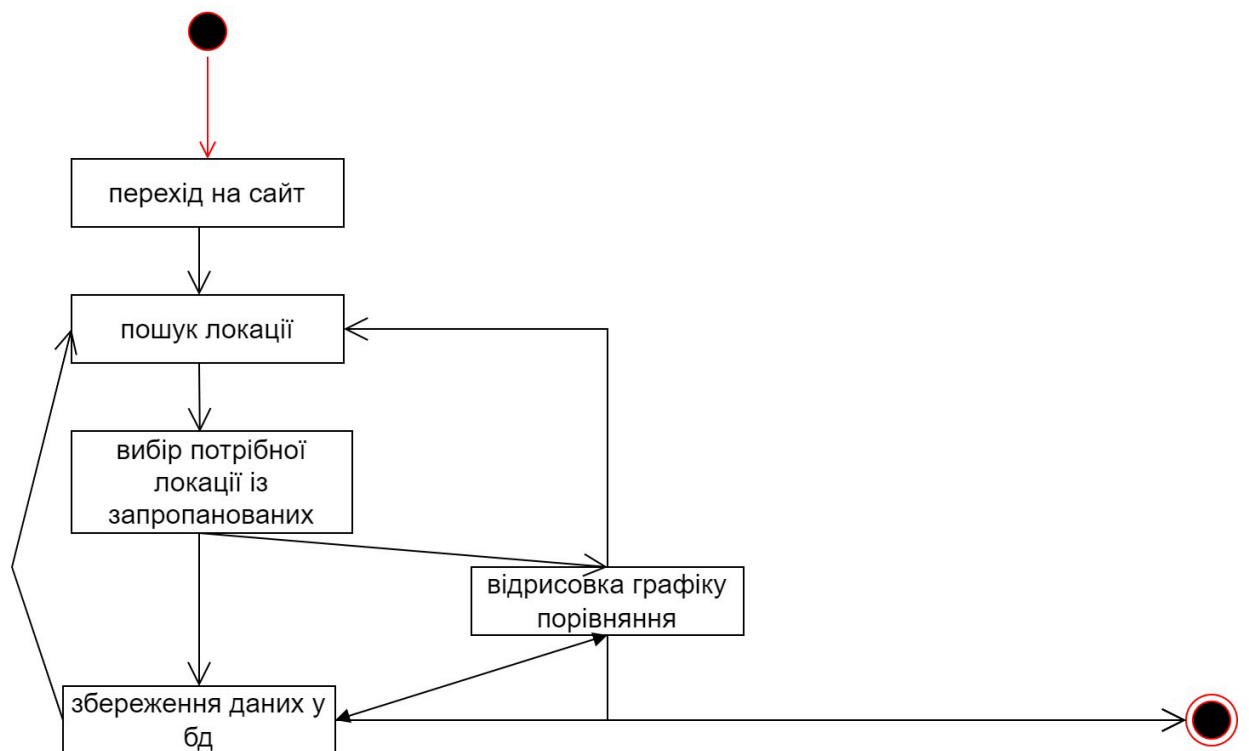 перехід на сайт
пошук локації
вибір потрібної
локації із
запропанованих
відрисовка графіку
порівняння
збереження даних у
бд